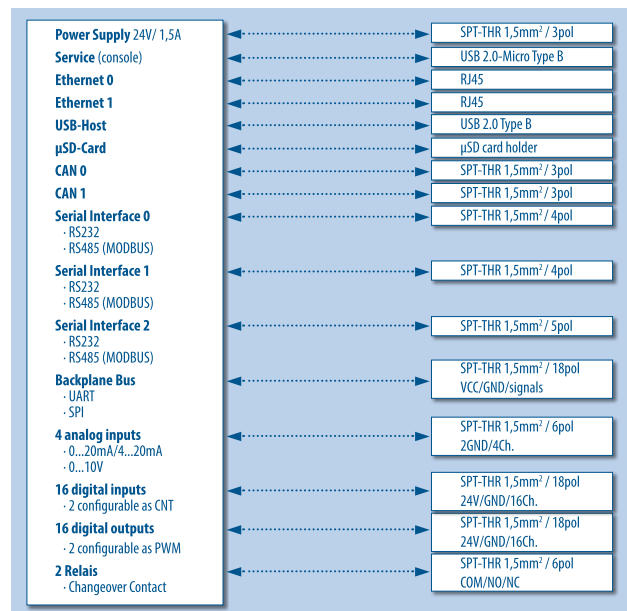 Power Supply 24V/ 1,5A
SPT-THR 1,5mm² / 3pol
Service (console)
USB 2.0-Micro Type B
Ethernet 0
RJ45
Ethernet 1
RJ45
USB-Host
USB 2.0 Type B
µSD-Card
µSD card holder
CAN 0
SPT-THR 1,5mm² / 3pol
CAN 1
SPT-THR 1,5mm² / 3pol
Serial Interface 0
SPT-THR 1,5mm² / 4pol
· RS232
· RS485 (MODBUS)
Serial Interface 1
SPT-THR 1,5mm² / 4pol
· RS232
· RS485 (MODBUS)
Serial Interface 2
SPT-THR 1,5mm² / 5pol
· RS232
· RS485 (MODBUS)
Backplane Bus
SPT-THR 1,5mm² / 18pol
VCC/GND/signals
· UART
· SPI
4 analog inputs
SPT-THR 1,5mm² / 6pol
2GND/4Ch.
· 0...20mA/4...20mA
· 0...10V
16 digital inputs
SPT-THR 1,5mm² / 18pol
24V/GND/16Ch.
· 2 configurable as CNT
16 digital outputs
SPT-THR 1,5mm² / 18pol
24V/GND/16Ch.
· 2 configurable as PWM
2 Relais
SPT-THR 1,5mm² / 6pol
COM/NO/NC
· Changeover Contact